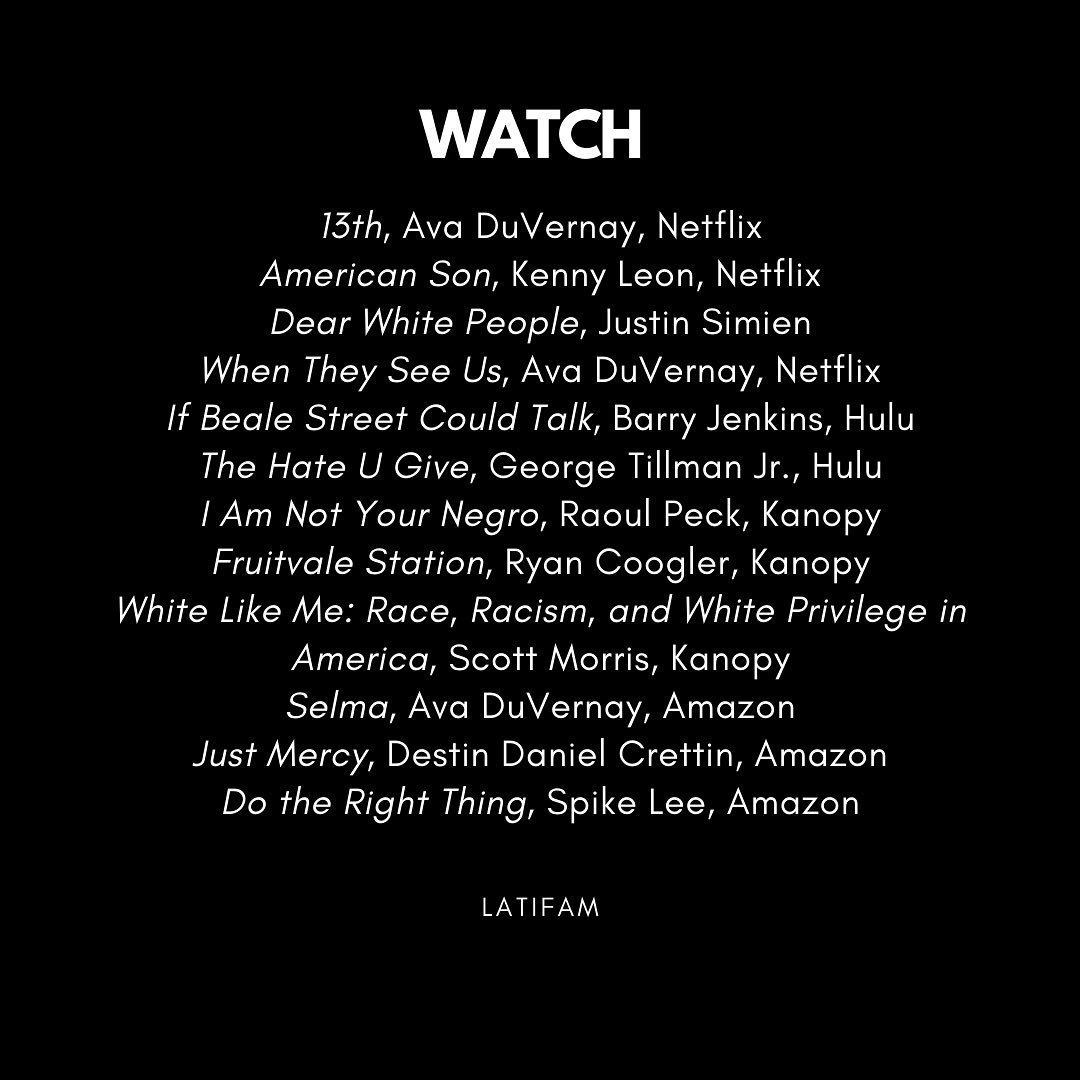 WATCH
13th, Ava DuVernay, Netflix
American Son, Kenny Leon, Netflix
Dear White People, Justin Simien
When They See Us, Ava DuVernay, Netflix
If Beale Street Could Talk, Barry Jenkins, Hulu
The Hate U Give, George Tillman Jr., Hulu
I Am Not Your Negro, Raoul Peck, Kanopy
Fruitvale Station, Ryan Coogler, Kanopy
White Like Me: Race, Racism, and White Privilege in
America, Scott Morris, Kanopy
Selma, Ava DuVernay, Amazon
Just Mercy, Destin Daniel Crettin, Amazon
Do the Right Thing, Spike Lee, Amazon
LATIFAM